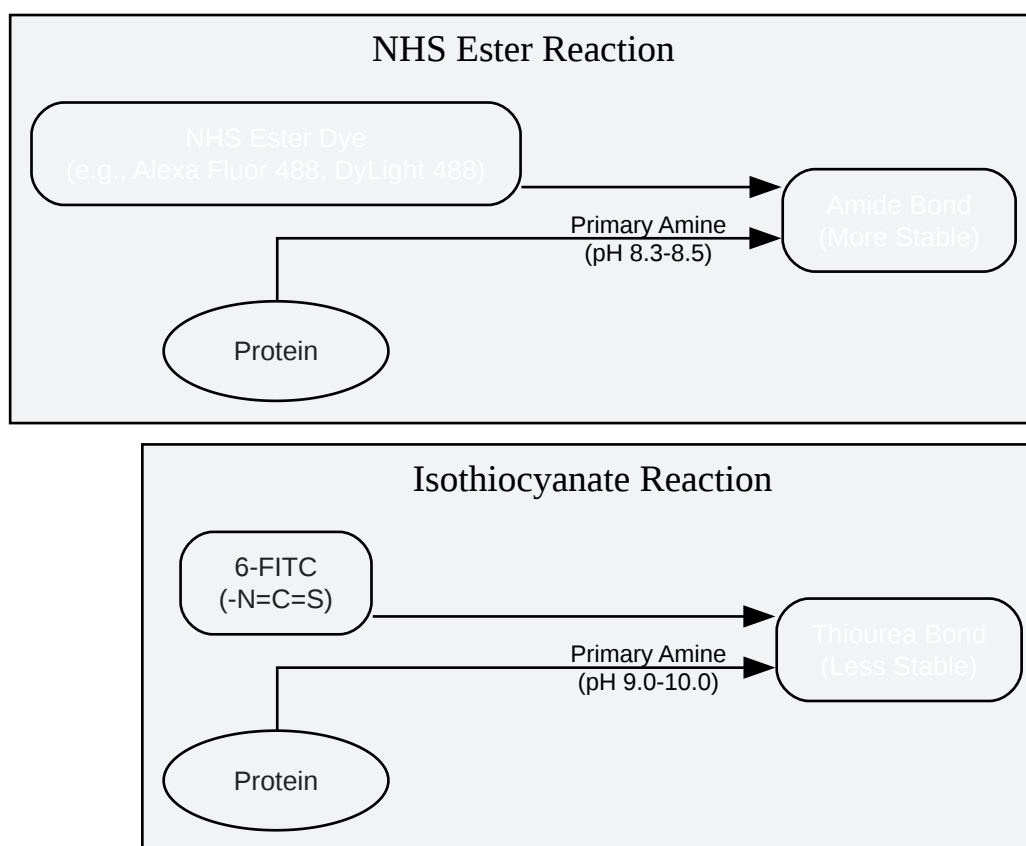 NHS Ester Reaction
NHS Ester Dye
(e.g., Alexa Fluor 488, DyLight 488)
Amide Bond
(More Stable)
Primary Amine
(pH 8.3-8.5)
Protein
Isothiocyanate Reaction
6-FITC
(-N=C=S)
Thiourea Bond
(Less Stable)
Primary Amine
(pH 9.0-10.0)
Protein